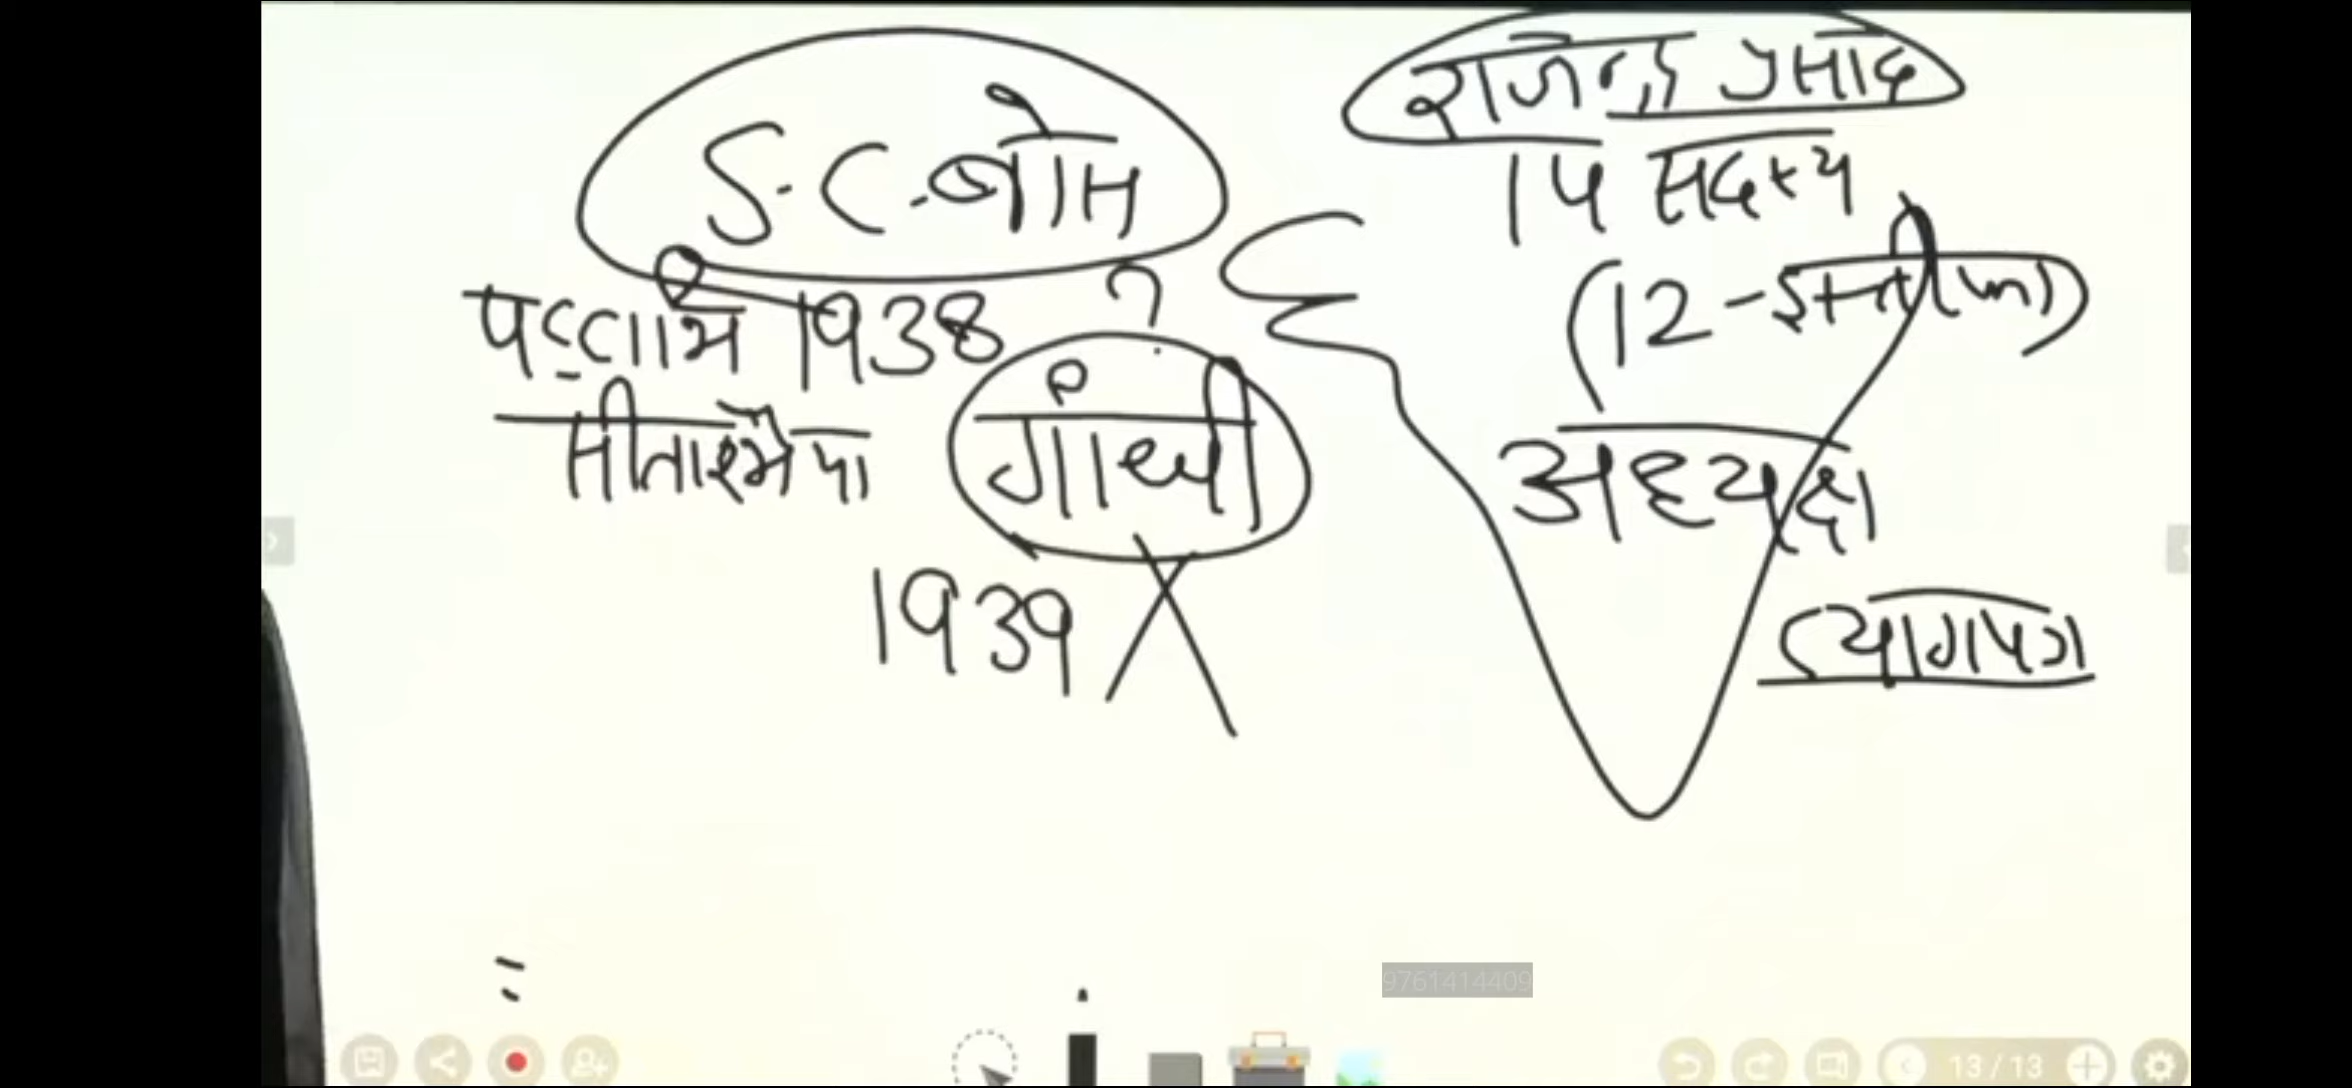 S.C.बोस
पट्टाभि 1938 ?
सीतारमैया
गाँधी
1939 X
राजेन्द्र प्रसाद
14 सदस्य
(12-इस्तीफा)
अध्यक्ष
त्यागपत्र
9761414409
13/13